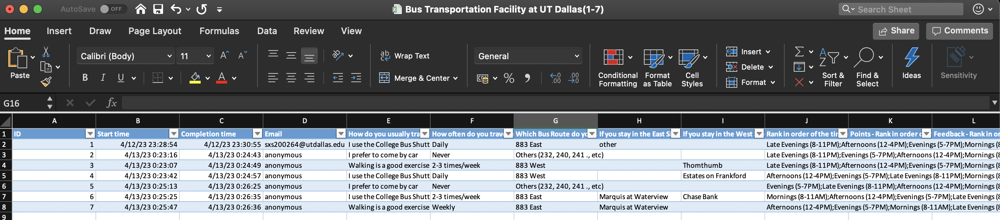 AutoSave OFF Bus Transportation Facility at UT Dallas(1-7) Search Sheet
Home Insert Draw Page Layout Formulas Data Review View Share Comments
Paste Calibri (Body) 11 Wrap Text Merge & Center General Conditional Formatting Format as Table Cell Styles Insert Delete Format Sort & Filter Find & Select Ideas Sensitivity
G16 fx
A B C D E F G H I J K L
1 ID Start time Completion time Email How do you usually tra How often do you trav Which Bus Route do yo If you stay in the East Si If you stay in the West Rank in order of the tim Points - Rank in order o Feedback - Rank in or
2 1 4/12/23 23:28:54 4/12/23 23:30:55 sxs200264@utdallas.edu I use the College Bus Shutt Daily 883 East other Late Evenings (8-11PM);Afternoons (12-4PM);Evenings (5-7PM);Mornings (8
3 2 4/13/23 0:23:16 4/13/23 0:24:43 anonymous I prefer to come by car Never Others (232, 240, 241 ., etc) Late Evenings (8-11PM);Evenings (5-7PM);Afternoons (12-4PM);Mornings (8
4 3 4/13/23 0:23:07 4/13/23 0:24:49 anonymous Walking is a good exercise 2-3 times/week 883 West Thomthumb Late Evenings (8-11PM);Afternoons (12-4PM);Evenings (5-7PM);Mornings (8
5 4 4/13/23 0:23:42 4/13/23 0:24:57 anonymous I use the College Bus Shutt Daily 883 West Estates on Frankford Afternoons (12-4PM);Evenings (5-7PM);Late Evenings (8-11PM);Mornings (8
6 5 4/13/23 0:25:13 4/13/23 0:26:25 anonymous I prefer to come by car Never Others (232, 240, 241 ., etc) Evenings (5-7PM);Late Evenings (8-11PM);Afternoons (12-4PM);Mornings (8
7 6 4/13/23 0:25:25 4/13/23 0:26:35 anonymous I use the College Bus Shutt 2-3 times/week 883 East Marquis at Waterview Chase Bank Mornings (8-11AM);Afternoons (12-4PM);Evenings (5-7PM);Late Evenings (8
8 7 4/13/23 0:25:47 4/13/23 0:26:36 anonymous Walking is a good exercise Weekly 883 East Marquis at Waterview Afternoons (12-4PM);Evenings (5-7PM);Mornings (8-11AM);Late Evenings (8
9